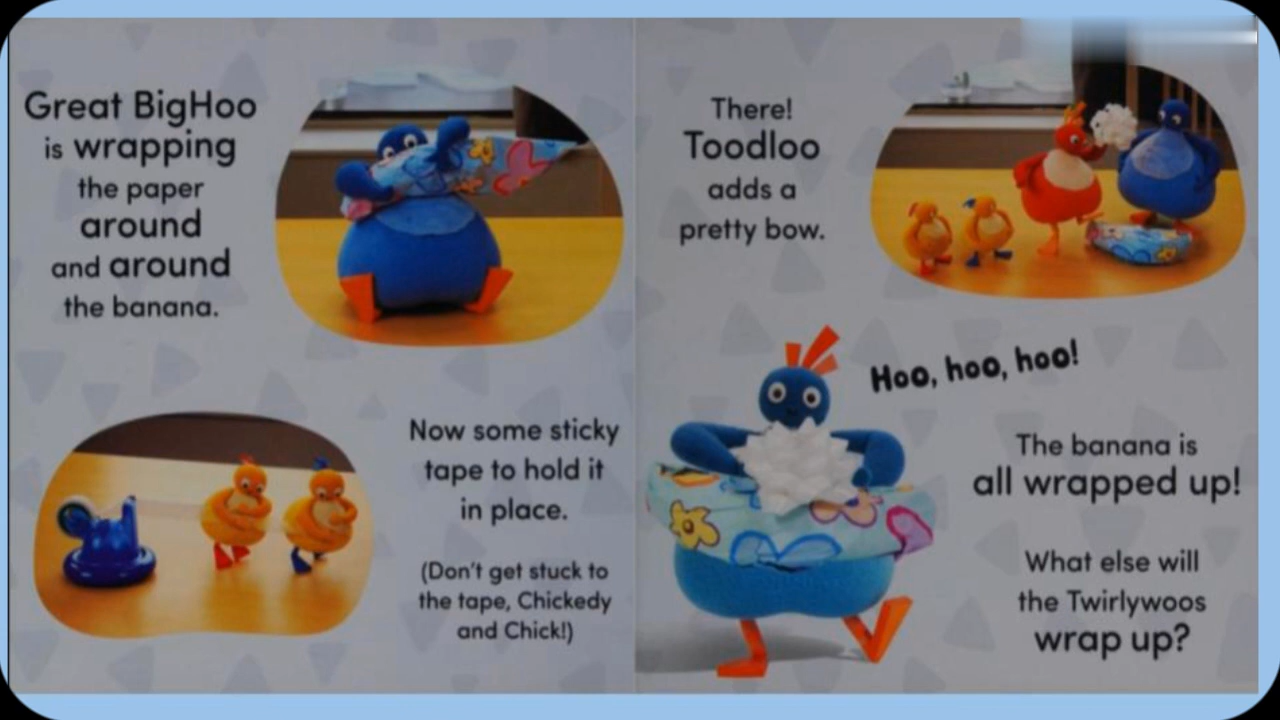 Great BigHoo
is wrapping
the paper
around
and around
the banana.
Now some sticky
tape to hold it
in place.
(Don't get stuck to
the tape, Chickedy
and Chick!)
There!
Toodloo
adds a
pretty bow.
Hoo, hoo, hoo!
The banana is
all wrapped up!
What else will
the Twirlywoos
wrap up?